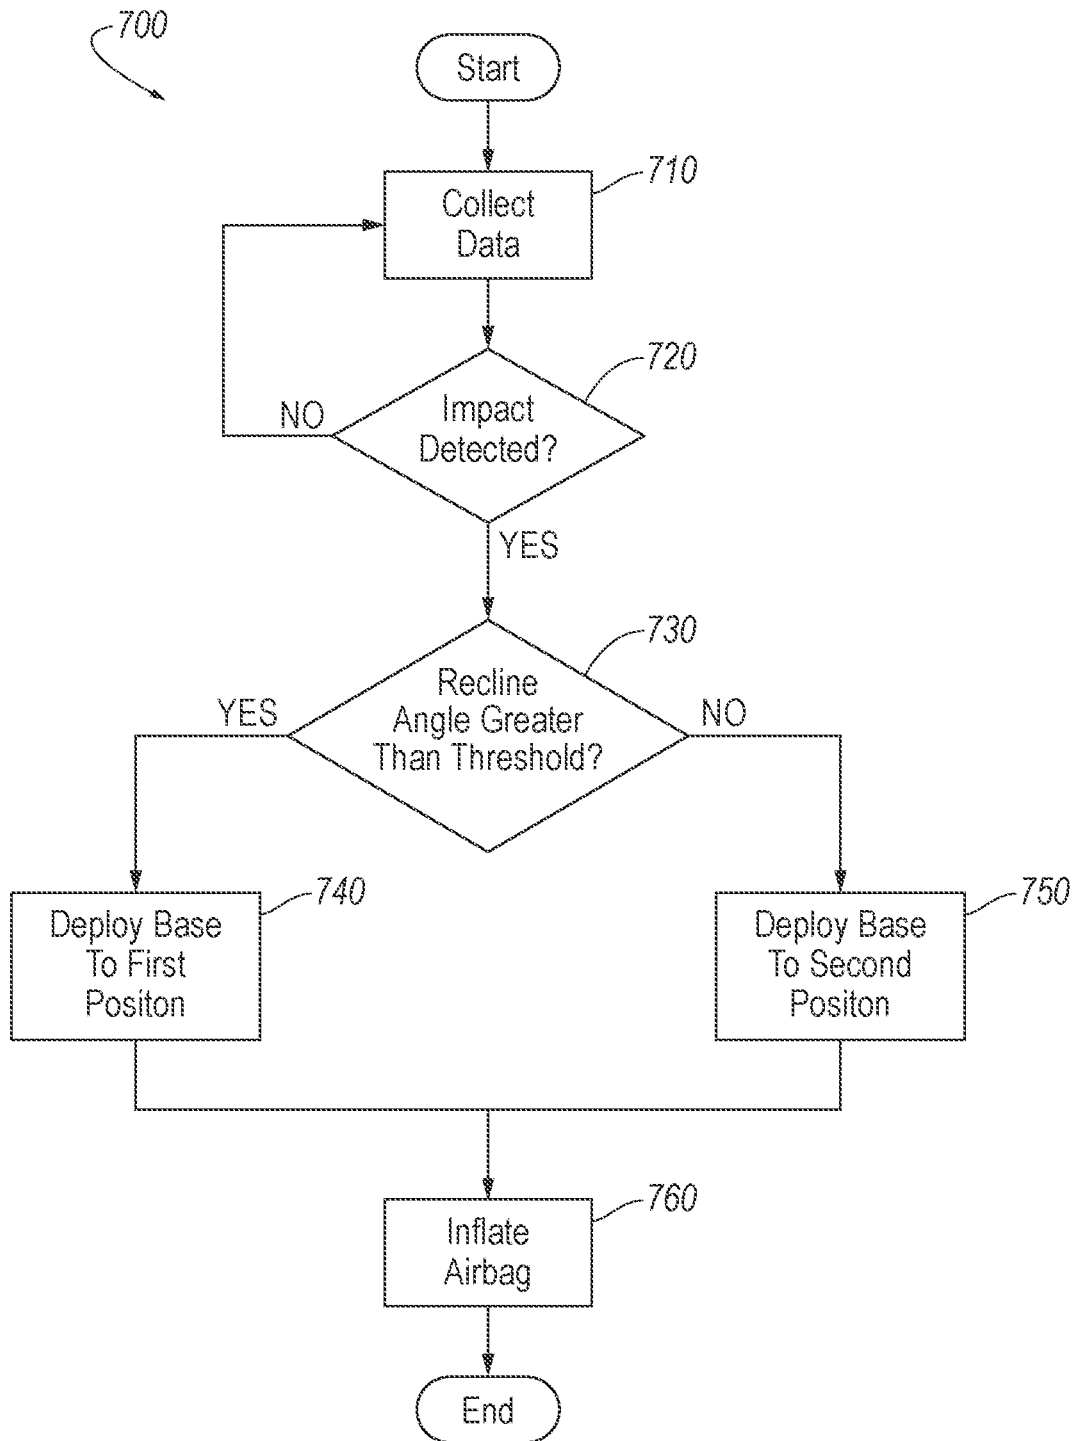 700
Start
710
Collect
Data
720
Impact
Detected?
NO
YES
730
Recline
Angle Greater
Than Threshold?
YES
NO
740
Deploy Base
To First
Positon
750
Deploy Base
To Second
Positon
760
Inflate
Airbag
End